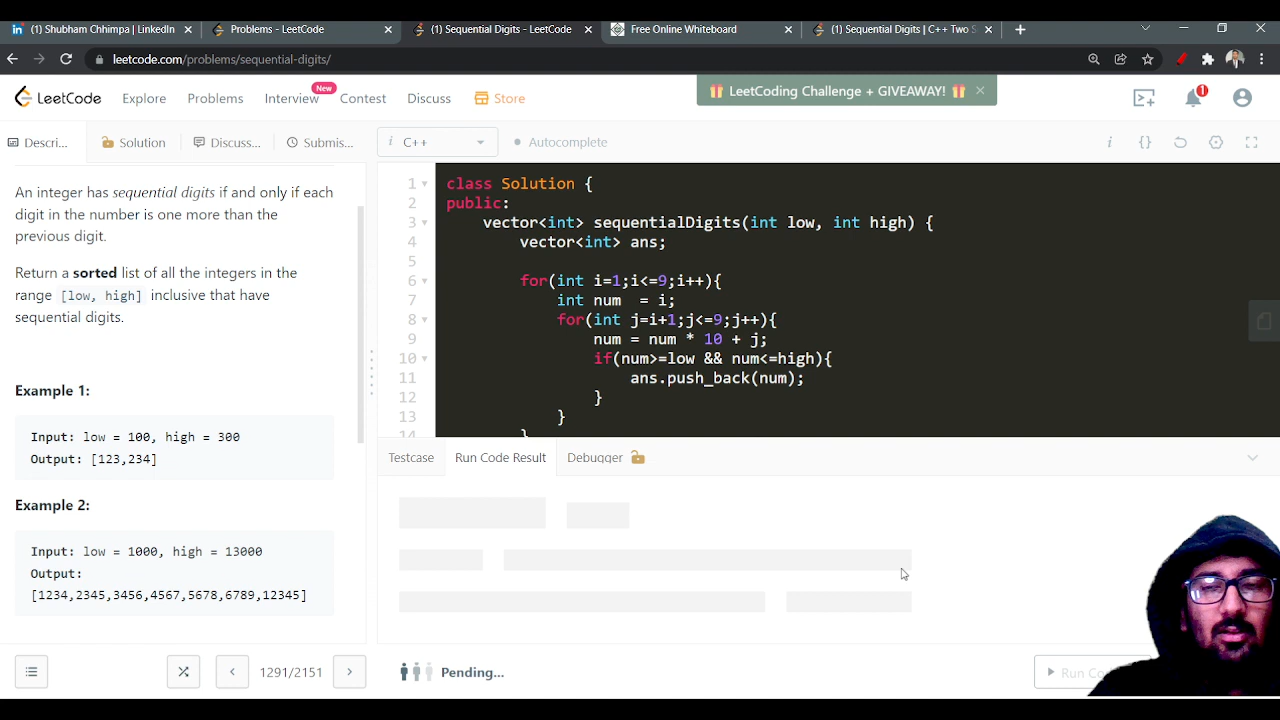 (1) Shubham Chhimpa | LinkedIn
Problems - LeetCode
(1) Sequential Digits - LeetCode
Free Online Whiteboard
(1) Sequential Digits | C++ Two S
leetcode.com/problems/sequential-digits/
LeetCode
Explore
Problems
Interview
New
Contest
Discuss
Store
LeetCoding Challenge + GIVEAWAY!
1
Descri...
Solution
Discuss...
Submis...
i C++
Autocomplete
i {}
An integer has sequential digits if and only if each
digit in the number is one more than the
previous digit.
Return a sorted list of all the integers in the
range [low, high] inclusive that have
sequential digits.
Example 1:
Input: low = 100, high = 300
Output: [123,234]
Example 2:
Input: low = 1000, high = 13000
Output:
[1234,2345,3456,4567,5678,6789,12345]
1291/2151
1 class Solution {
2 public:
3 vector<int> sequentialDigits(int low, int high) {
4 vector<int> ans;
5
6 for(int i=1;i<=9;i++){
7 int num  = i;
8 for(int j=i+1;j<=9;j++){
9 num = num * 10 + j;
10 if(num>=low && num<=high){
11 ans.push_back(num);
12 }
13 }
14 }
Testcase
Run Code Result
Debugger
Pending...
Run Co